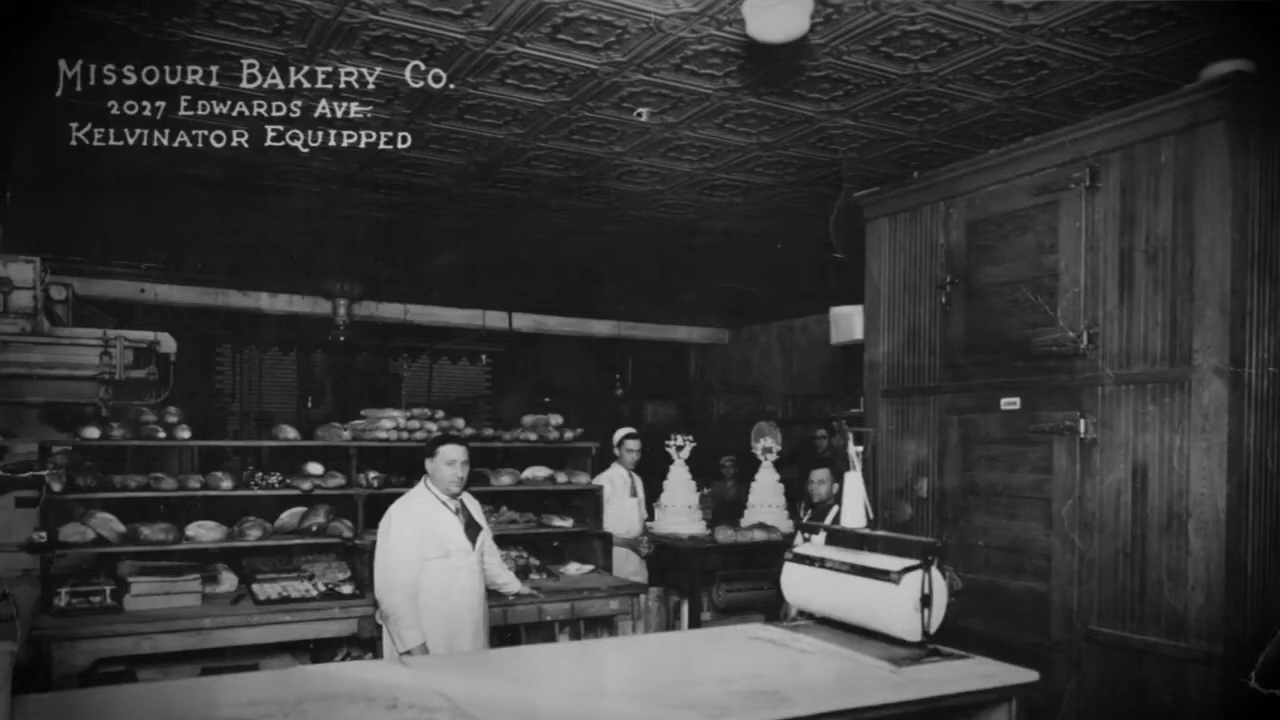 MISSOURI BAKERY CO.
2027 EDWARDS AVE.
KELVINATOR EQUIPPED